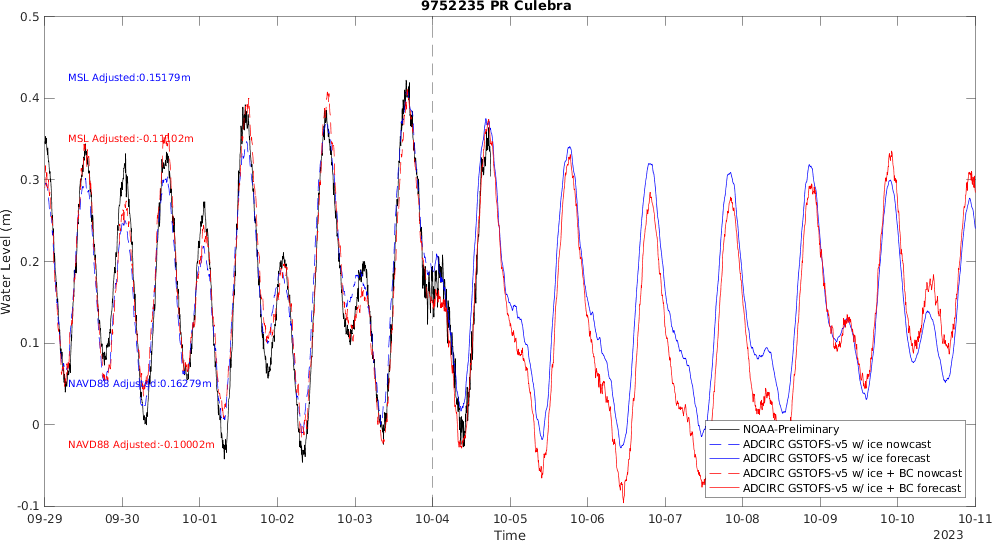 9752235 PR Culebra
0.5
0.4
0.3
0.2
0.1
0
-0.1
Water Level (m)
MSL Adjusted:0.15179m
MSL Adjusted:-0.11102m
NAVD88 Adjusted:0.16279m
NAVD88 Adjusted:-0.10002m
NOAA-Preliminary
ADCIRC GSTOFS-v5 w/ ice nowcast
ADCIRC GSTOFS-v5 w/ ice forecast
ADCIRC GSTOFS-v5 w/ ice + BC nowcast
ADCIRC GSTOFS-v5 w/ ice + BC forecast
09-29 09-30 10-01 10-02 10-03 10-04 10-05 10-06 10-07 10-08 10-09 10-10 10-11
Time
2023